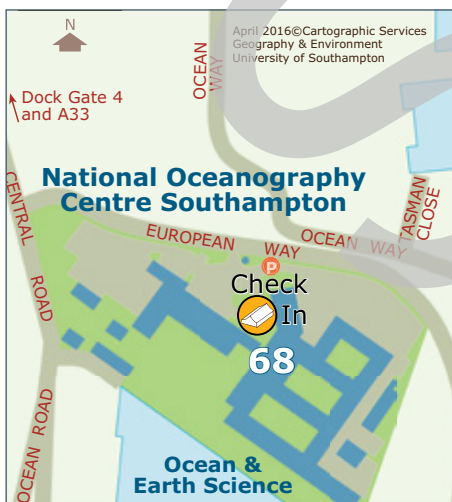 N
April 2016©Cartographic Services
Geography & Environment
University of Southampton
OCEAN WAY
Dock Gate 4
and A33
National Oceanography
Centre Southampton
TASMAN
CLOSE
CENTRAL ROAD
EUROPEAN WAY
OCEAN WAY
P
Check
In
68
OCEAN ROAD
Ocean &
Earth Science